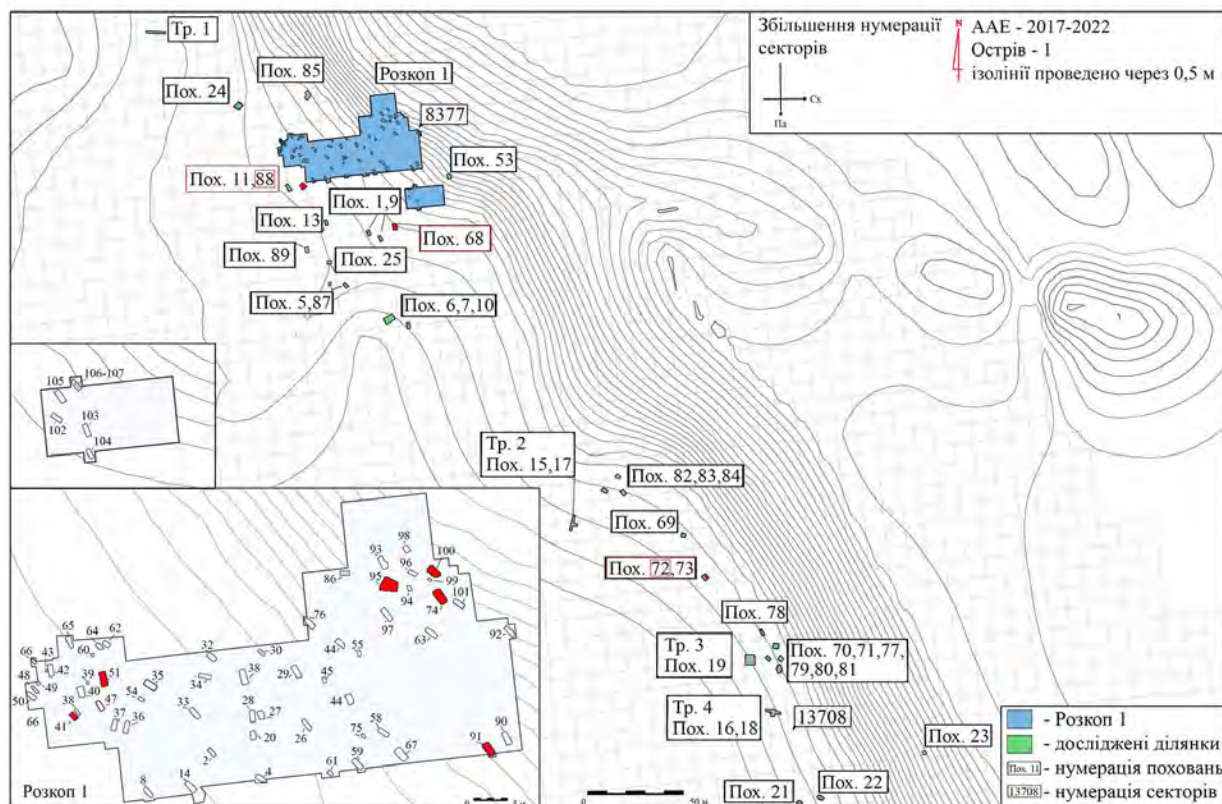 Тр. 1
Збільшення нумерації
секторів
Сх
Пд
N
ААЕ - 2017-2022
Острів - 1
ізолінії проведено через 0,5 м
Пох. 85
Розкоп 1
Пох. 24
8377
Пох. 53
Пох. 11,88
Пох. 1,9
Пох. 13
Пох. 68
Пох. 89
Пох. 25
Пох. 5,87
Пох. 6,7,10
106-107
105
103
102
104
Тр. 2
Пох. 15,17
Пох. 82,83,84
Пох. 69
Пох. 72,73
Пох. 78
Тр. 3
Пох. 19
Пох. 70,71,77,
79,80,81
Тр. 4
Пох. 16,18
13708
Пох. 23
Пох. 21
Пох. 22
98
93
100
96
86
95
99
94
74
101
76
97
63
92
65
64
62
32
30
44
55
66
43
60
42
51
48
39
35
34
38
29
45
49
50
38
40
47
54
33
28
27
44
66
41
37
36
20
26
75
58
90
2
67
91
59
8
14
4
61
Розкоп 1
5 м
50 м
- Розкоп 1
- досліджені ділянки
Пох. 11 - нумерація поховань
13708 - нумерація секторів